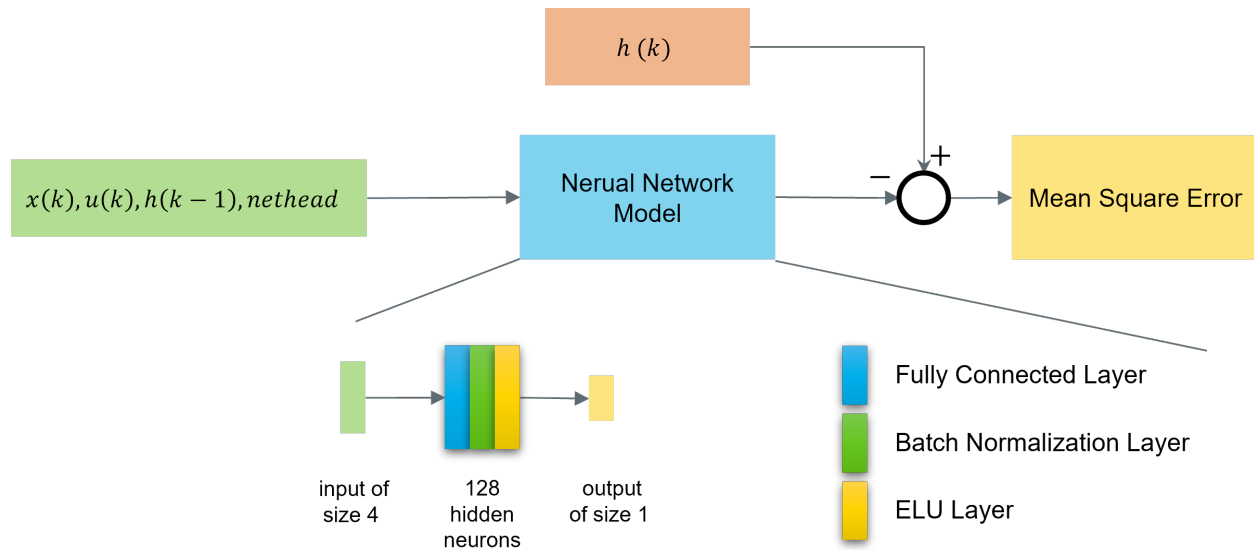 h (k)
x(k), u(k), h(k − 1), nethead
Nerual Network
Model
−
+
Mean Square Error
input of
size 4
128
hidden
neurons
output
of size 1
Fully Connected Layer
Batch Normalization Layer
ELU Layer